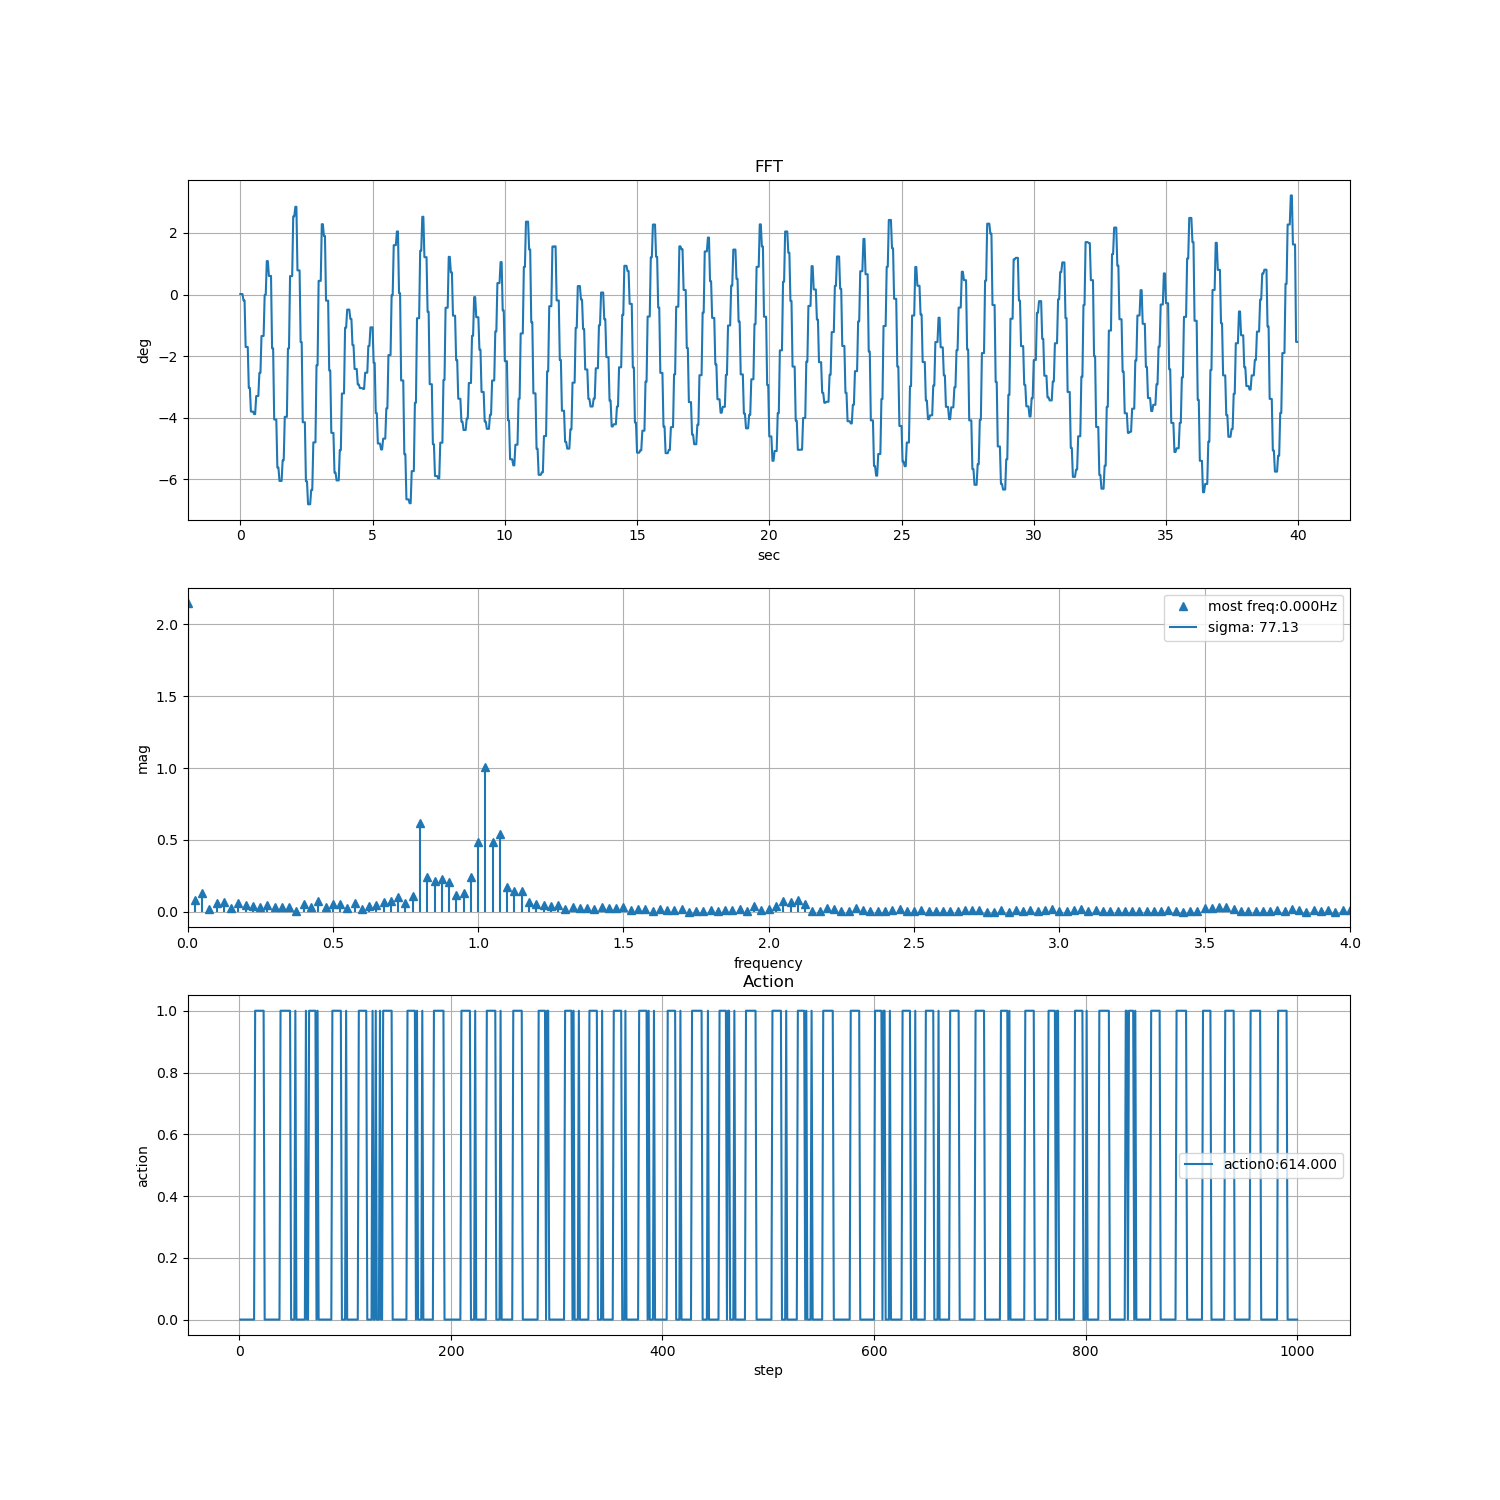 FFT
2
0
−2
−4
−6
deg
0 5 10 15 20 25 30 35 40
sec
most freq:0.000Hz
sigma: 77.13
2.0
1.5
1.0
0.5
0.0
mag
0.0 0.5 1.0 1.5 2.0 2.5 3.0 3.5 4.0
frequency
Action
1.0
0.8
0.6
0.4
0.2
0.0
action
action0:614.000
0 200 400 600 800 1000
step